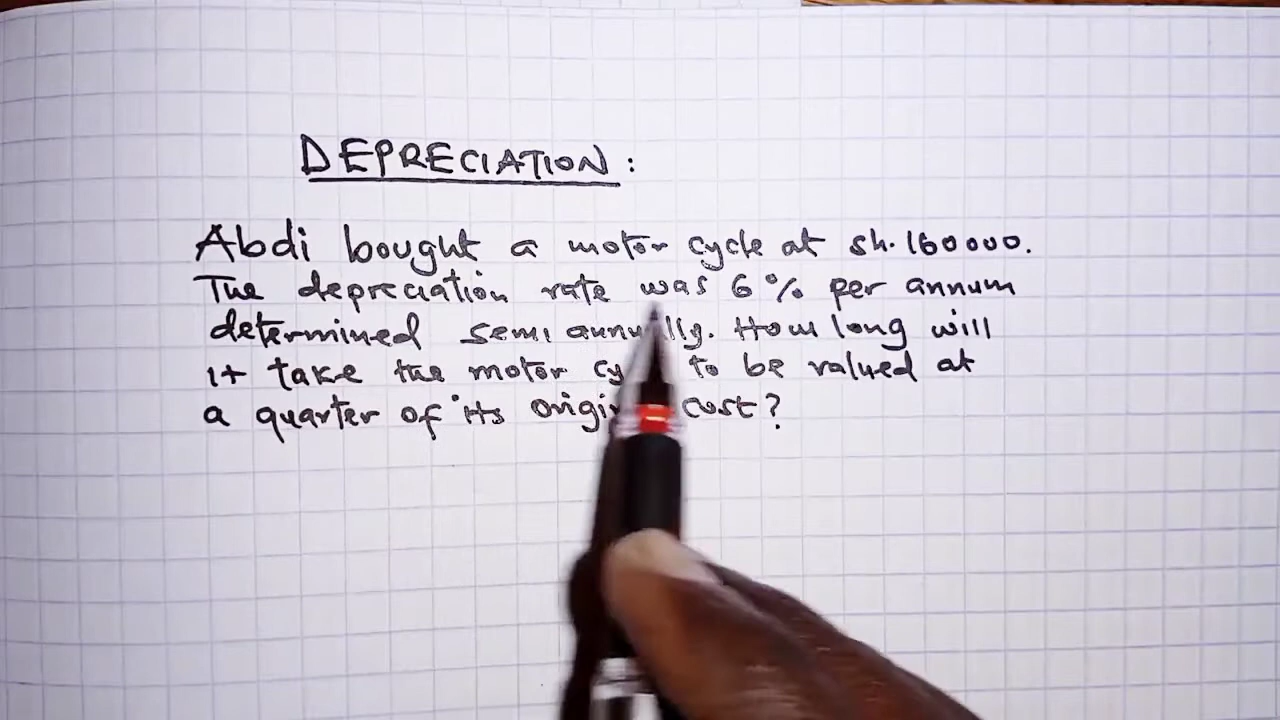 DEPRECIATION:
Abdi bought a motor cycle at sh. 160000.
The depreciation rate was 6% per annum
determined semi annually. How long will
it take the motor to be valued at
a quarter of its cost?